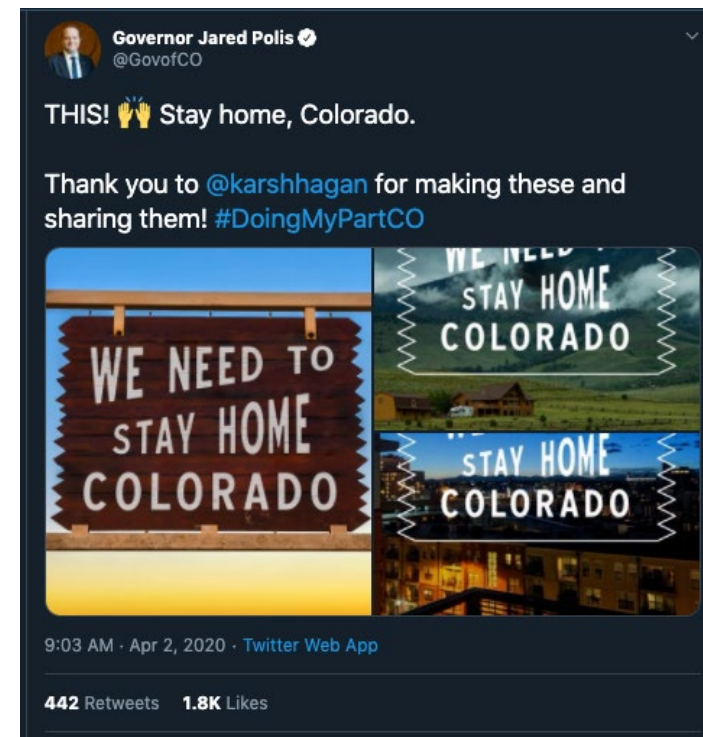 Governor Jared Polis
@GovofCO
THIS! 🙌 Stay home, Colorado.
Thank you to @karshhagan for making these and
sharing them! #DoingMyPartCO
WE NEED TO
STAY HOME
COLORADO
WE NEED
STAY HOME
COLORADO
STAY HOME
COLORADO
9:03 AM · Apr 2, 2020 · Twitter Web App
442 Retweets 1.8K Likes